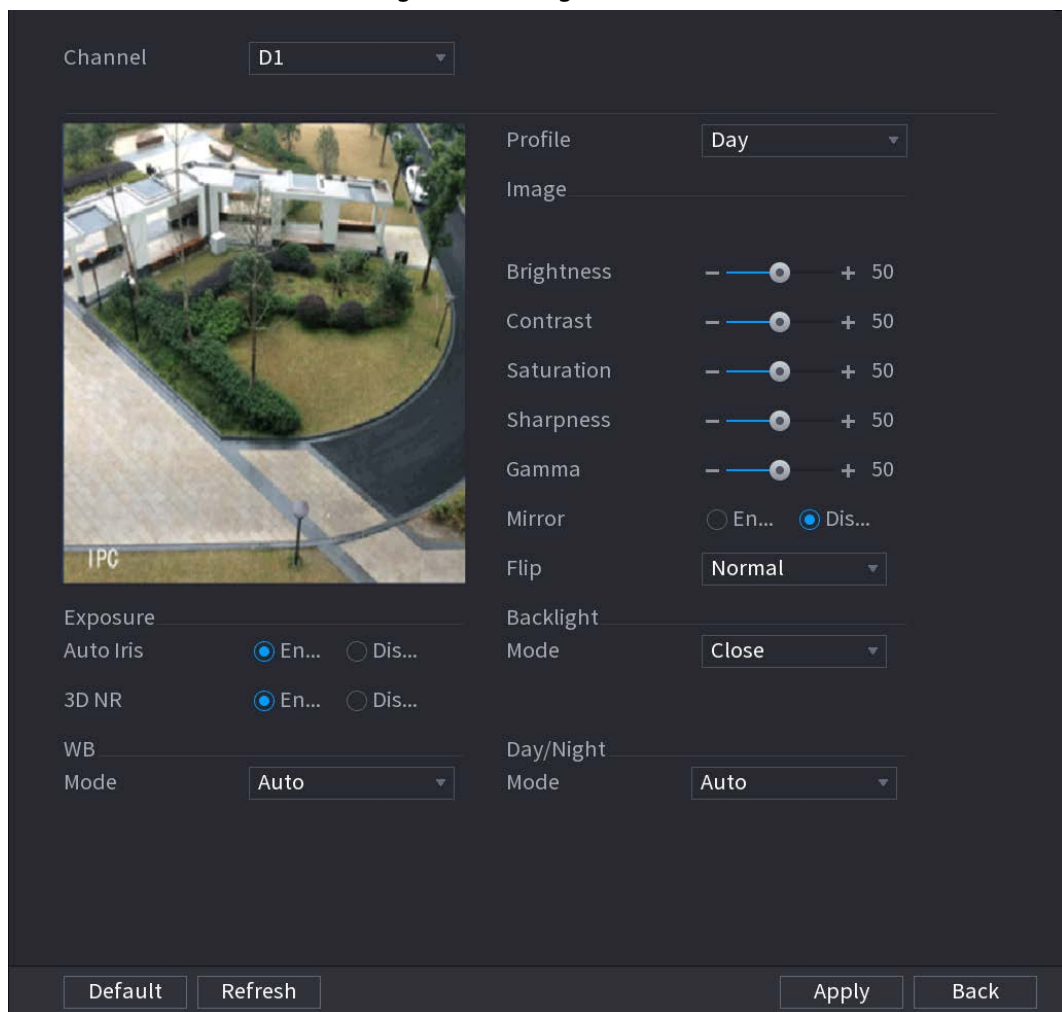 Channel D1
Profile Day
Image
Brightness - + 50
Contrast - + 50
Saturation - + 50
Sharpness - + 50
Gamma - + 50
Mirror En... Dis...
Flip Normal
IPC
Exposure
Auto Iris En... Dis...
3D NR En... Dis...
WB
Mode Auto
Backlight
Mode Close
Day/Night
Mode Auto
Default Refresh Apply Back